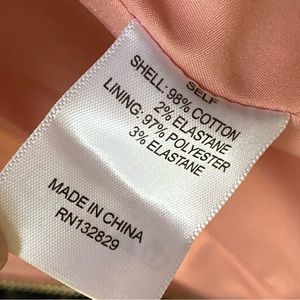 SELF
SHELL: 98% COTTON
2% ELASTANE
LINING: 97% POLYESTER
3% ELASTANE
MADE IN CHINA
RN132829